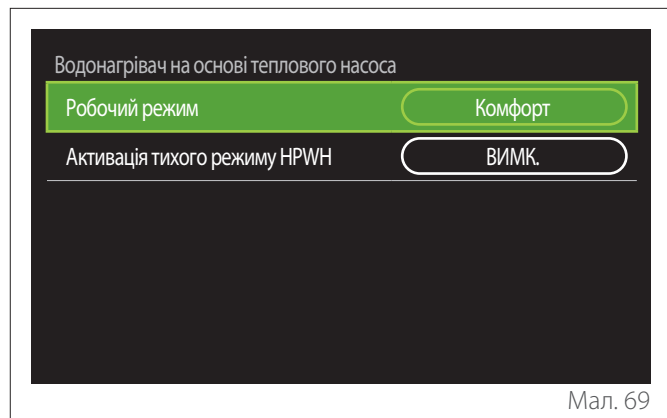 Водонагрівач на основі теплового насоса
Робочий режим Комфорт
Активація тихого режиму HPWH ВИМК.
Мал. 69